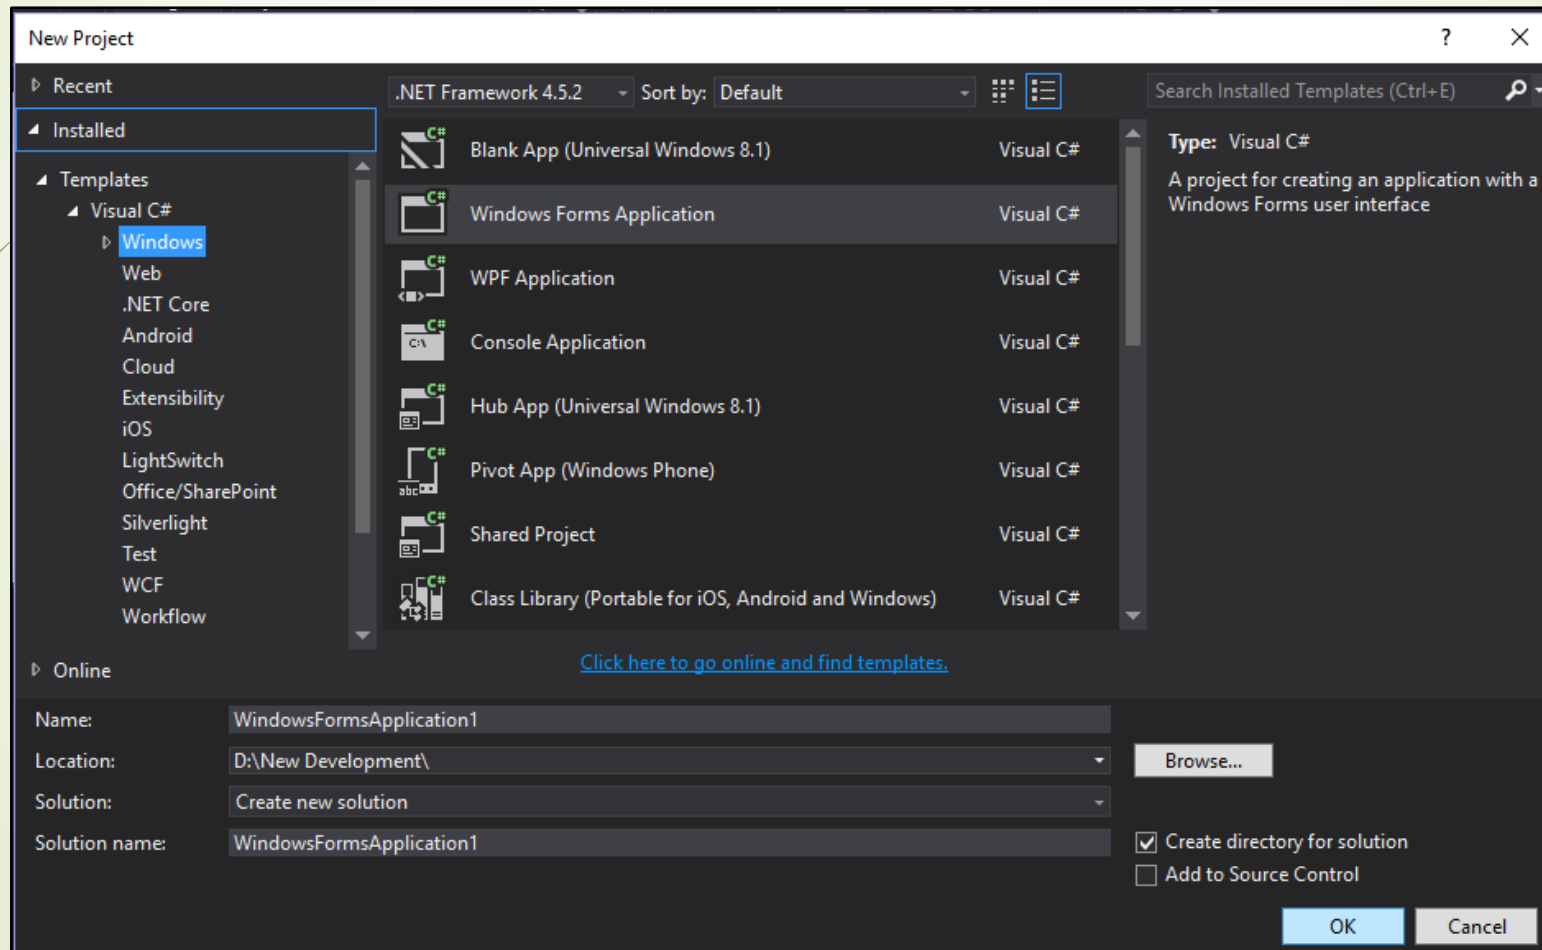 New Project
?
Recent
.NET Framework 4.5.2
Sort by: Default
Search Installed Templates (Ctrl+E)
Installed
Templates
Visual C#
Windows
Web
.NET Core
Android
Cloud
Extensibility
iOS
LightSwitch
Office/SharePoint
Silverlight
Test
WCF
Workflow
Online
C# Blank App (Universal Windows 8.1) Visual C#
C# Windows Forms Application Visual C#
C# WPF Application Visual C#
C# C:\ Console Application Visual C#
C# Hub App (Universal Windows 8.1) Visual C#
C# abc Pivot App (Windows Phone) Visual C#
C# Shared Project Visual C#
C# Class Library (Portable for iOS, Android and Windows) Visual C#
Click here to go online and find templates.
Type: Visual C#
A project for creating an application with a
Windows Forms user interface
Name: WindowsFormsApplication1
Location: D:\New Development\
Browse...
Solution: Create new solution
Solution name: WindowsFormsApplication1
Create directory for solution
Add to Source Control
OK
Cancel